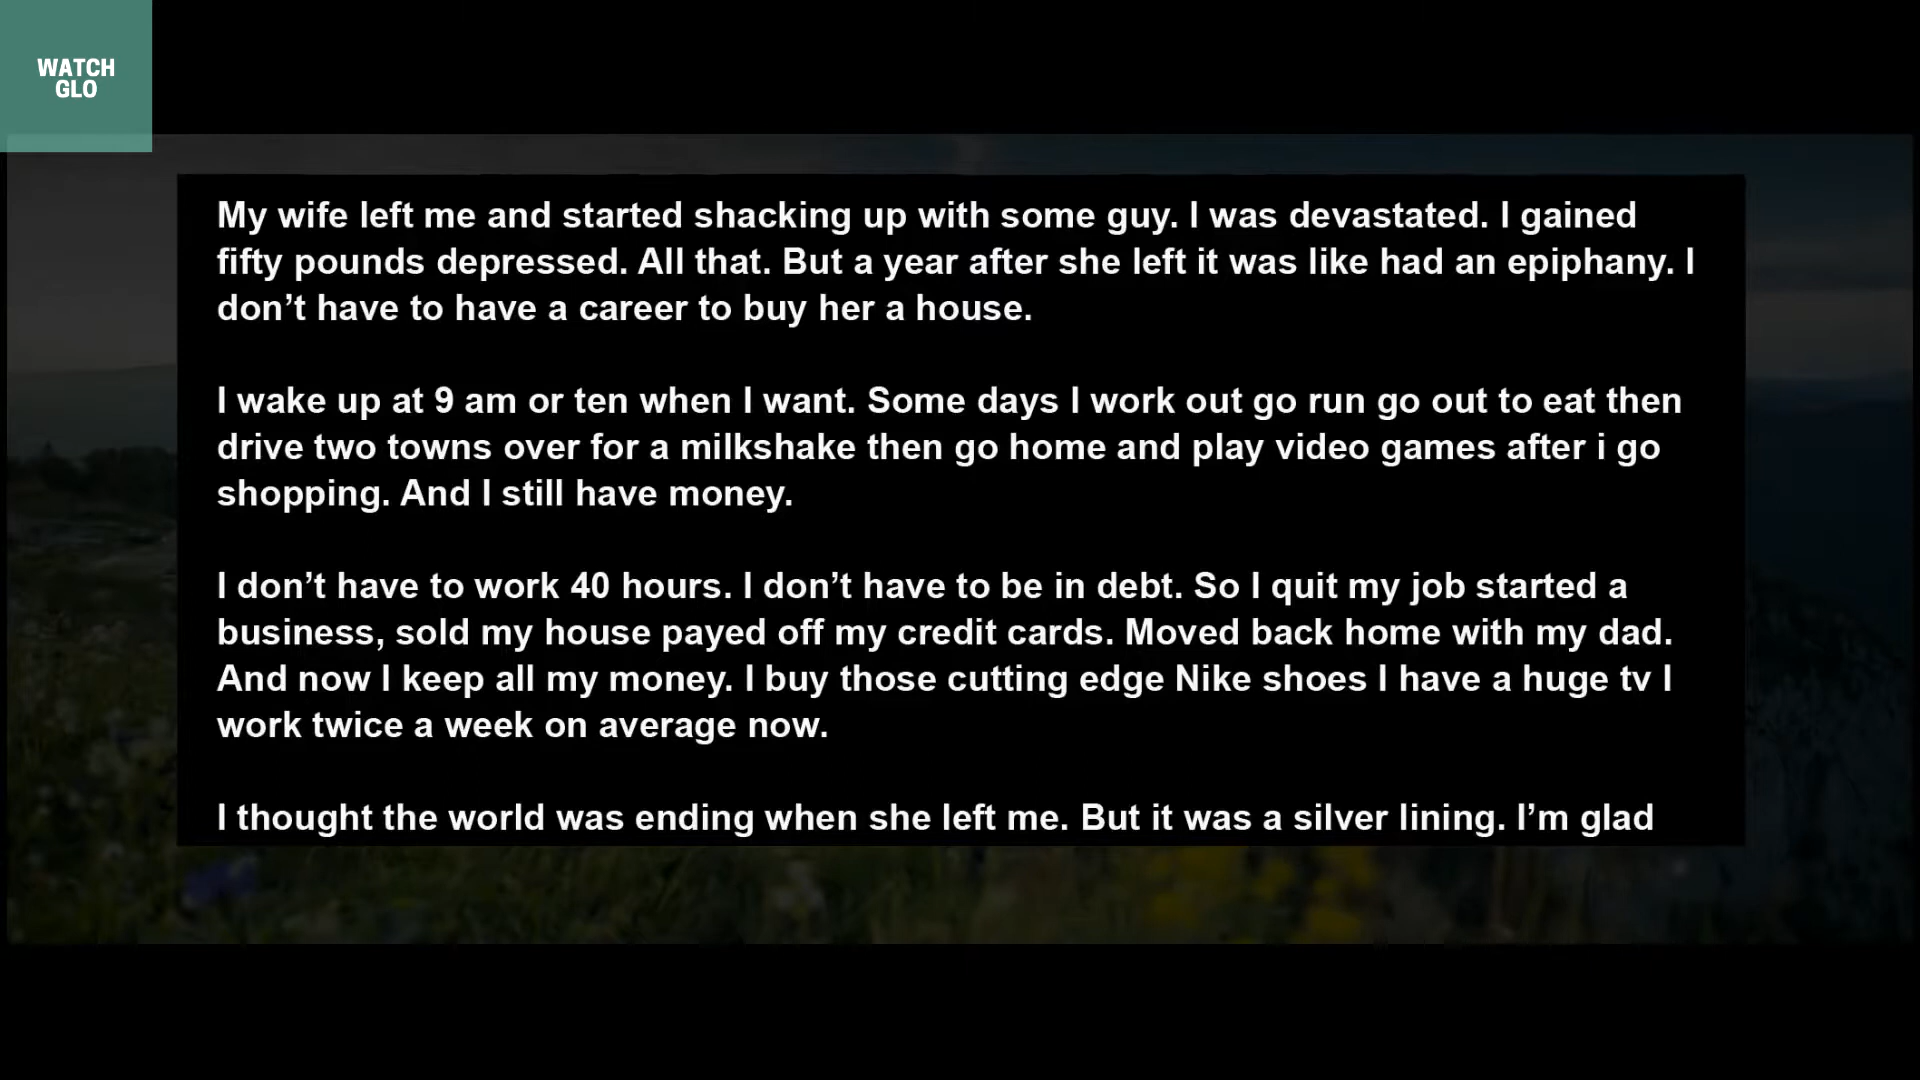 WATCH
GLO
My wife left me and started shacking up with some guy. I was devastated. I gained
fifty pounds depressed. All that. But a year after she left it was like had an epiphany. I
don’t have to have a career to buy her a house.
I wake up at 9 am or ten when I want. Some days I work out go run go out to eat then
drive two towns over for a milkshake then go home and play video games after i go
shopping. And I still have money.
I don’t have to work 40 hours. I don’t have to be in debt. So I quit my job started a
business, sold my house payed off my credit cards. Moved back home with my dad.
And now I keep all my money. I buy those cutting edge Nike shoes I have a huge tv I
work twice a week on average now.
I thought the world was ending when she left me. But it was a silver lining. I’m glad